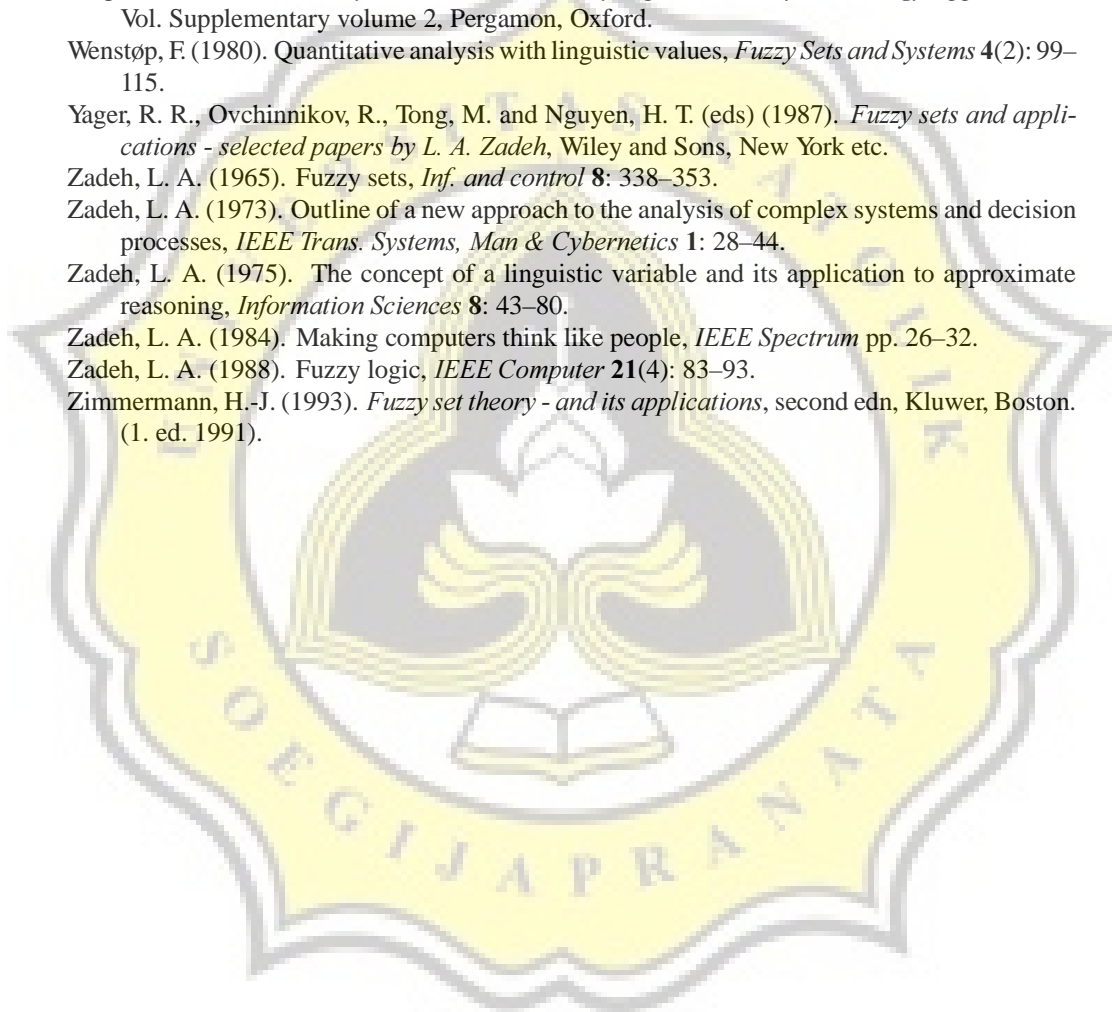 Vol. Supplementary volume 2, Pergamon, Oxford.
Wenstøp, F. (1980). Quantitative analysis with linguistic values, Fuzzy Sets and Systems 4(2): 99–
115.
Yager, R. R., Ovchinnikov, R., Tong, M. and Nguyen, H. T. (eds) (1987). Fuzzy sets and appli-
cations - selected papers by L. A. Zadeh, Wiley and Sons, New York etc.
Zadeh, L. A. (1965). Fuzzy sets, Inf. and control 8: 338–353.
Zadeh, L. A. (1973). Outline of a new approach to the analysis of complex systems and decision
processes, IEEE Trans. Systems, Man & Cybernetics 1: 28–44.
Zadeh, L. A. (1975). The concept of a linguistic variable and its application to approximate
reasoning, Information Sciences 8: 43–80.
Zadeh, L. A. (1984). Making computers think like people, IEEE Spectrum pp. 26–32.
Zadeh, L. A. (1988). Fuzzy logic, IEEE Computer 21(4): 83–93.
Zimmermann, H.-J. (1993). Fuzzy set theory - and its applications, second edn, Kluwer, Boston.
(1. ed. 1991).
UNIVERSITAS KATOLIK
SOEGIJAPRANATA